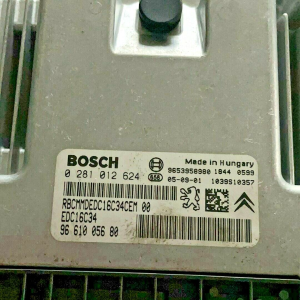 BOSCH
Made in Hungary
0 281 012 624
9653958980 1844 0599
05-09-01 1039S10357
RBCMMDEDC16C34CEM 00
EDC16C34
96 610 056 80